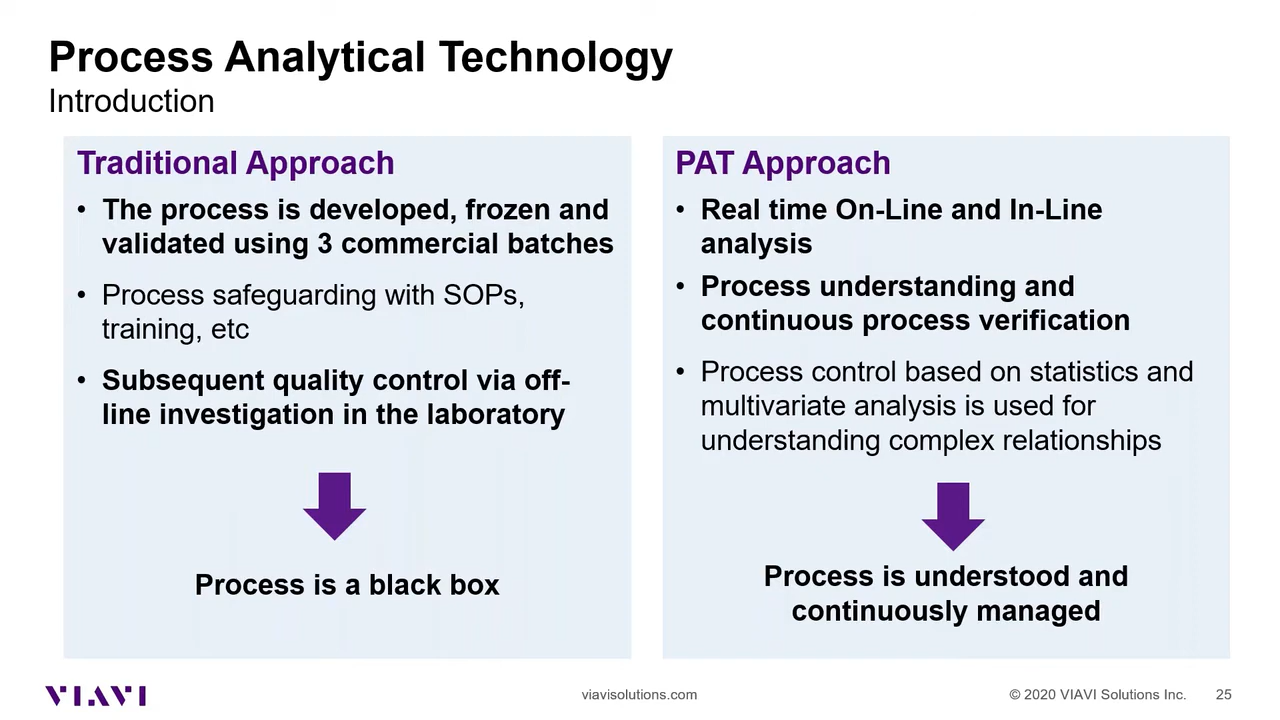 Process Analytical Technology
Introduction
Traditional Approach
• The process is developed, frozen and
validated using 3 commercial batches
• Process safeguarding with SOPs,
training, etc
• Subsequent quality control via off-
line investigation in the laboratory
Process is a black box
PAT Approach
• Real time On-Line and In-Line
analysis
• Process understanding and
continuous process verification
• Process control based on statistics and
multivariate analysis is used for
understanding complex relationships
Process is understood and
continuously managed
VIAVI
viavisolutions.com
© 2020 VIAVI Solutions Inc.
25